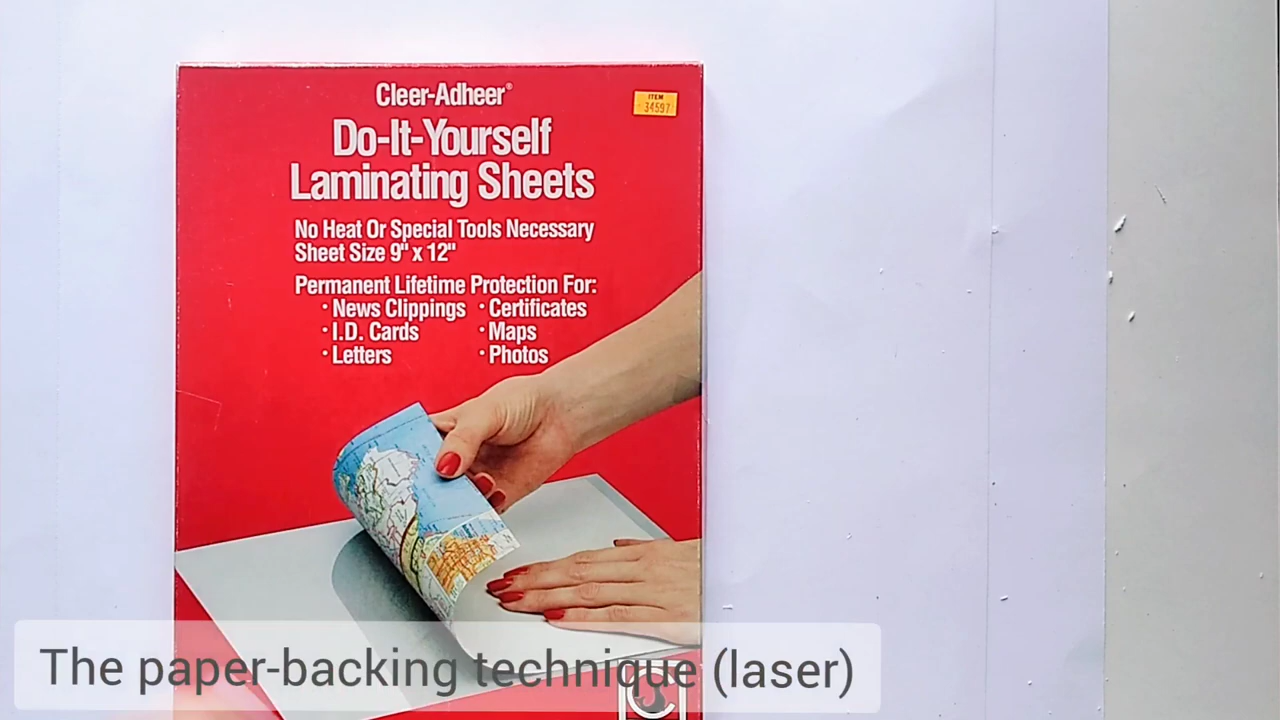 Cleer-Adheer®
ITEM
34597
Do-It-Yourself
Laminating Sheets
No Heat Or Special Tools Necessary
Sheet Size 9" x 12"
Permanent Lifetime Protection For:
· News Clippings · Certificates
· I.D. Cards · Maps
· Letters · Photos
The paper-backing technique (laser)